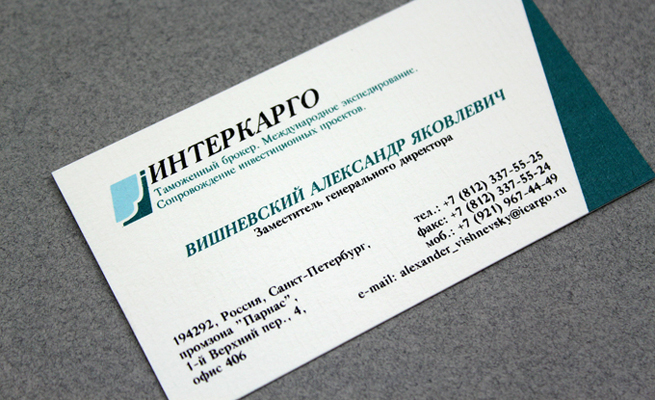 ИНТЕРКАРГО
Таможенный брокер. Международное экспедирование.
Сопровождение инвестиционных проектов.
ВИШНЕВСКИЙ АЛЕКСАНДР ЯКОВЛЕВИЧ
Заместитель генерального директора
тел.: +7 (812) 337-55-25
факс: +7 (812) 337-55-24
моб.: +7 (921) 967-44-49
e-mail: alexander_vishnevsky@icargo.ru
194292, Россия, Санкт-Петербург,
промзона "Парнас",
1-й Верхний пер., 4,
офис 406